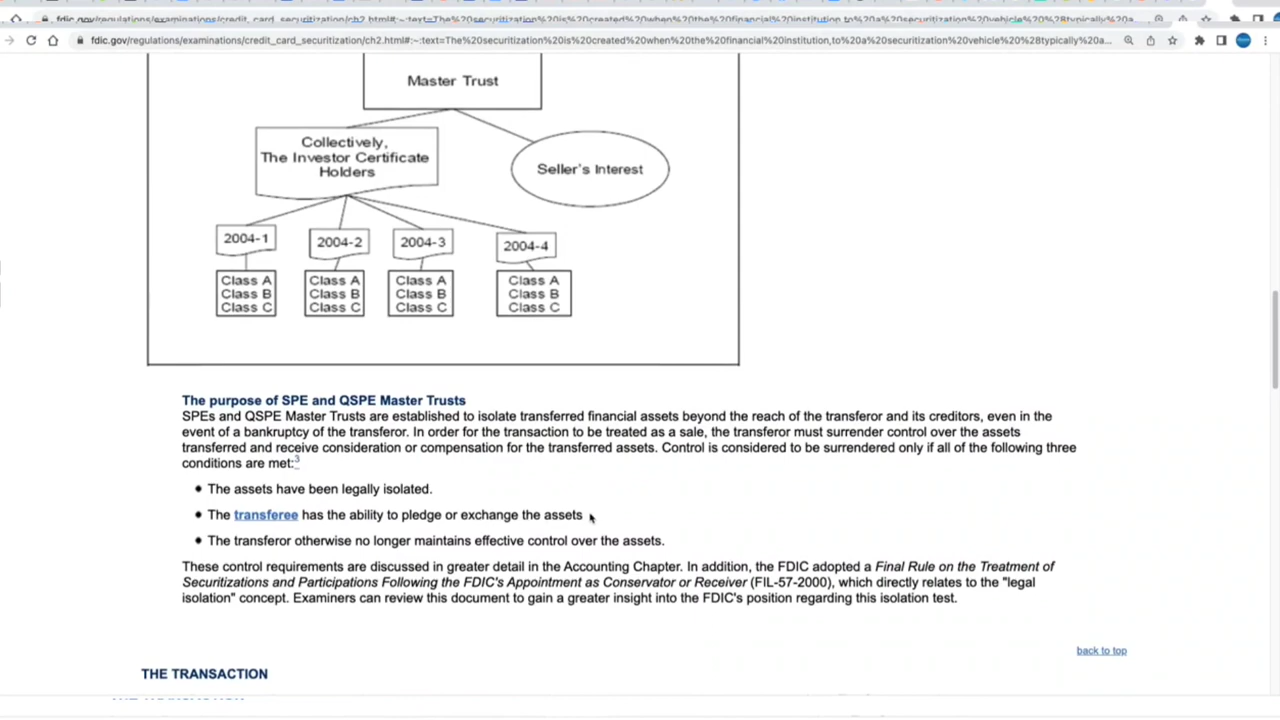 fdic.gov/regulations/examinations/credit_card_securitization/ch2.html#:~:text=The%20securitization%20is%20created%20when%20the%20financial%20institution,to%20a%20securitization%20vehicle%20%28typically%20a...
Master Trust
Collectively,
The Investor Certificate
Holders
Seller's Interest
2004-1 2004-2 2004-3 2004-4
Class A Class A Class A Class A
Class B Class B Class B Class B
Class C Class C Class C Class C
The purpose of SPE and QSPE Master Trusts
SPEs and QSPE Master Trusts are established to isolate transferred financial assets beyond the reach of the transferor and its creditors, even in the
event of a bankruptcy of the transferor. In order for the transaction to be treated as a sale, the transferor must surrender control over the assets
transferred and receive consideration or compensation for the transferred assets. Control is considered to be surrendered only if all of the following three
conditions are met:3
• The assets have been legally isolated.
• The transferee has the ability to pledge or exchange the assets
• The transferor otherwise no longer maintains effective control over the assets.
These control requirements are discussed in greater detail in the Accounting Chapter. In addition, the FDIC adopted a Final Rule on the Treatment of
Securitizations and Participations Following the FDIC's Appointment as Conservator or Receiver (FIL-57-2000), which directly relates to the "legal
isolation" concept. Examiners can review this document to gain a greater insight into the FDIC's position regarding this isolation test.
back to top
THE TRANSACTION